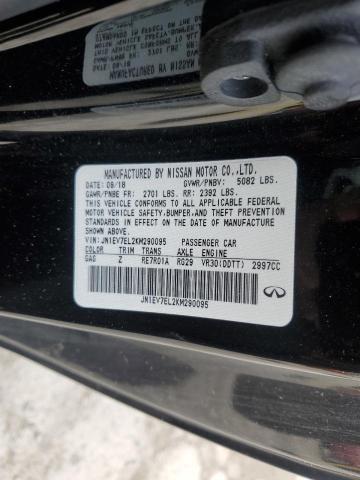 MANUFACTURED BY NISSAN MOTOR CO.,LTD.
DATE: 09/18 GVWR/PNBV: 5082 LBS.
GAWR/PNBE FR: 2701 LBS. RR: 2392 LBS.
THIS VEHICLE CONFORMS TO ALL APPLICABLE FEDERAL
MOTOR VEHICLE SAFETY, BUMPER, AND THEFT PREVENTION
STANDARDS IN EFFECT ON THE DATE OF MANUFACTURE
SHOWN ABOVE.
VIN: JN1EV7EL2KM290095 PASSENGER CAR
COLOR TRIM TRANS AXLE ENGINE
GAG Z RE7R01A RG29 VR30(DDTT) 2997CC
JN1EV7EL2KM290095